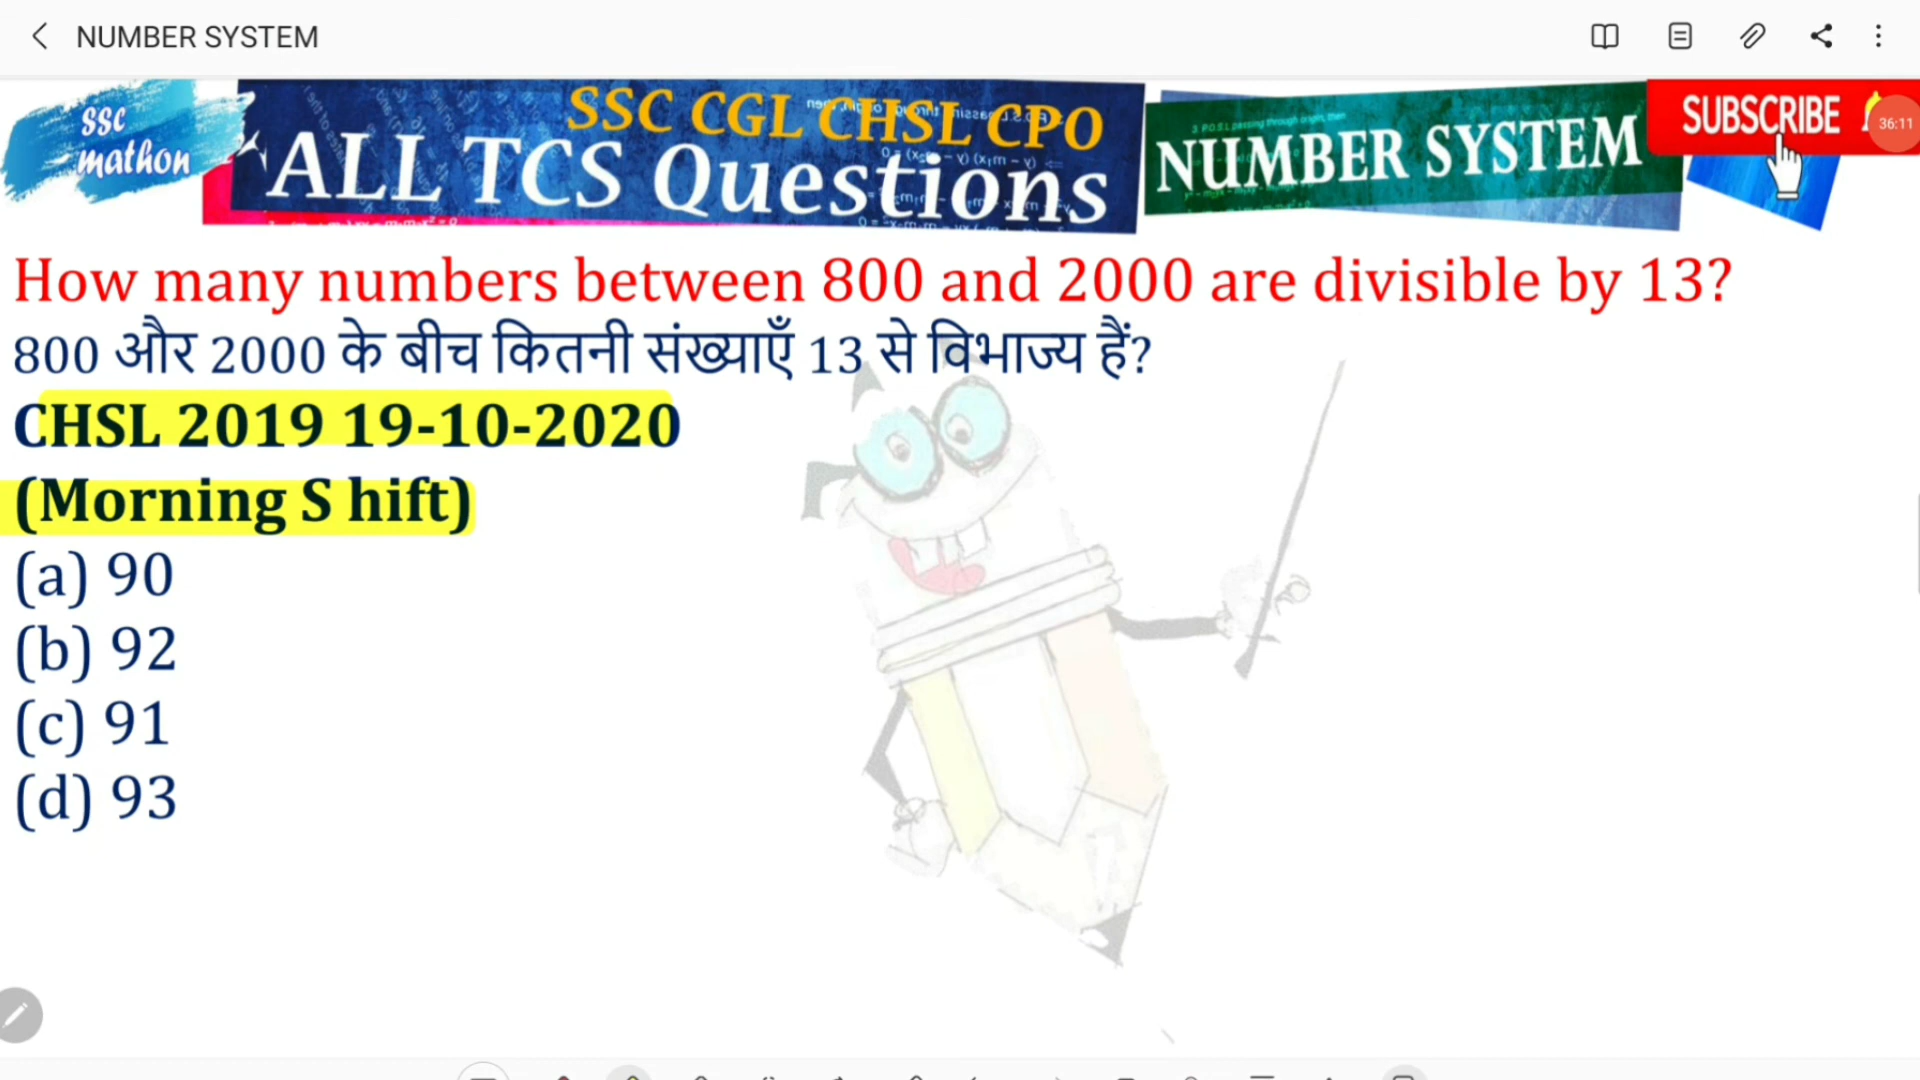 NUMBER SYSTEM
ssc
mathon
SSC CGL CHSL CPO
ALL TCS Questions
NUMBER SYSTEM
SUBSCRIBE
36:11
How many numbers between 800 and 2000 are divisible by 13?
800 और 2000 के बीच कितनी संख्याएँ 13 से विभाज्य हैं?
CHSL 2019 19-10-2020
(Morning S hift)
(a) 90
(b) 92
(c) 91
(d) 93